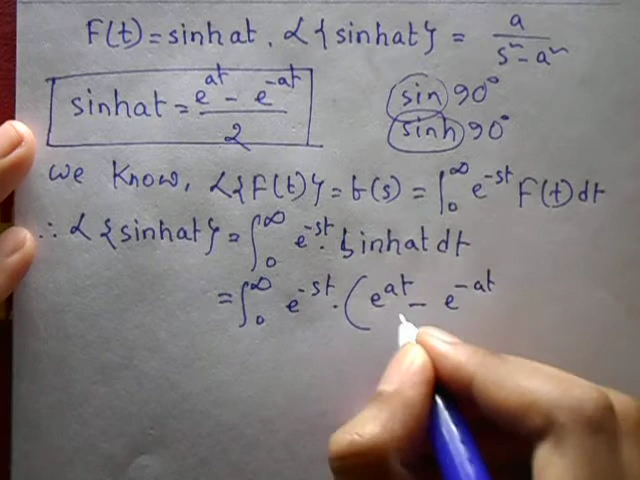 F(t) = sinhat. ℒ{sinhat} = a/(s² - a²)
sinhat = (e^at - e^-at)/2
sin 90°
sinh 90°
we know, ℒ{F(t)} = f(s) = ∫₀^∞ e^-st F(t) dt
∴ ℒ{sinhat} = ∫₀^∞ e^-st. sinhat dt
= ∫₀^∞ e^-st. (e^at - e^-at